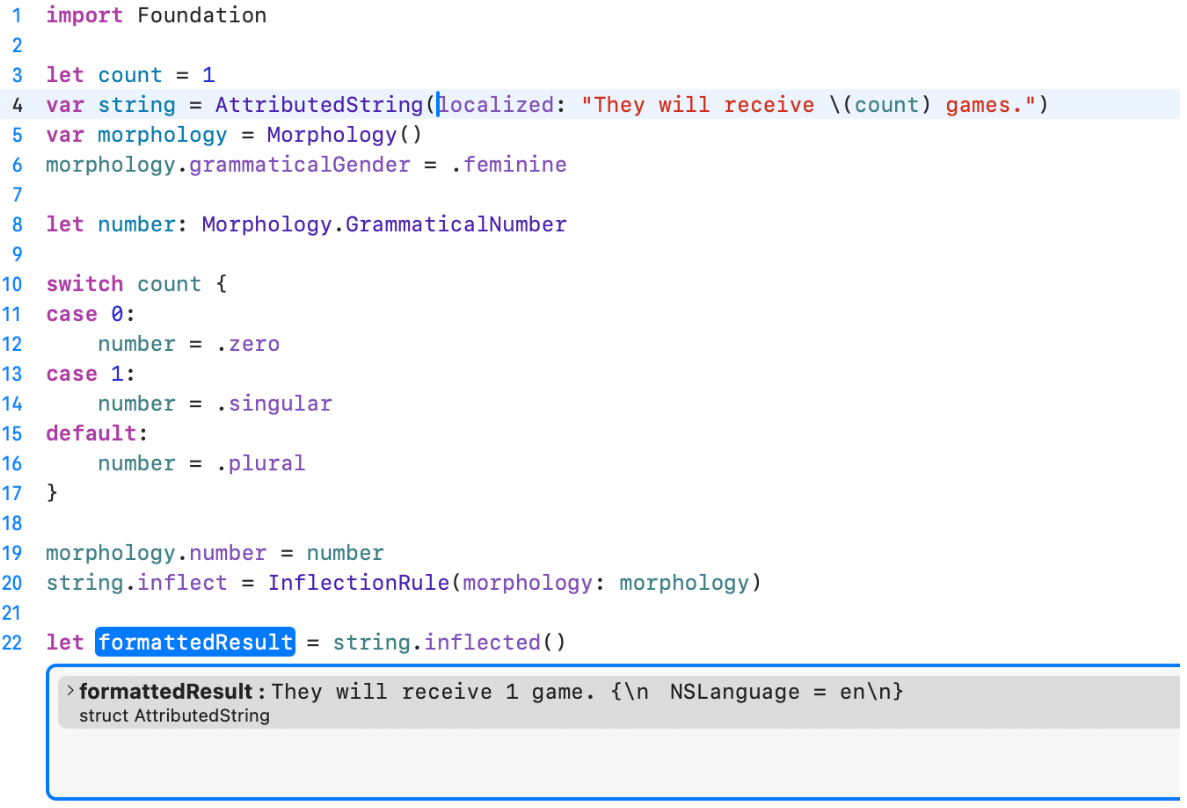 1 import Foundation
2
3 let count = 1
4 var string = AttributedString(localized: "They will receive \(count) games.")
5 var morphology = Morphology()
6 morphology.grammaticalGender = .feminine
7
8 let number: Morphology.GrammaticalNumber
9
10 switch count {
11 case 0:
12     number = .zero
13 case 1:
14     number = .singular
15 default:
16     number = .plural
17 }
18
19 morphology.number = number
20 string.inflect = InflectionRule(morphology: morphology)
21
22 let formattedResult = string.inflected()
> formattedResult : They will receive 1 game. {\n  NSLanguage = en\n}
struct AttributedString